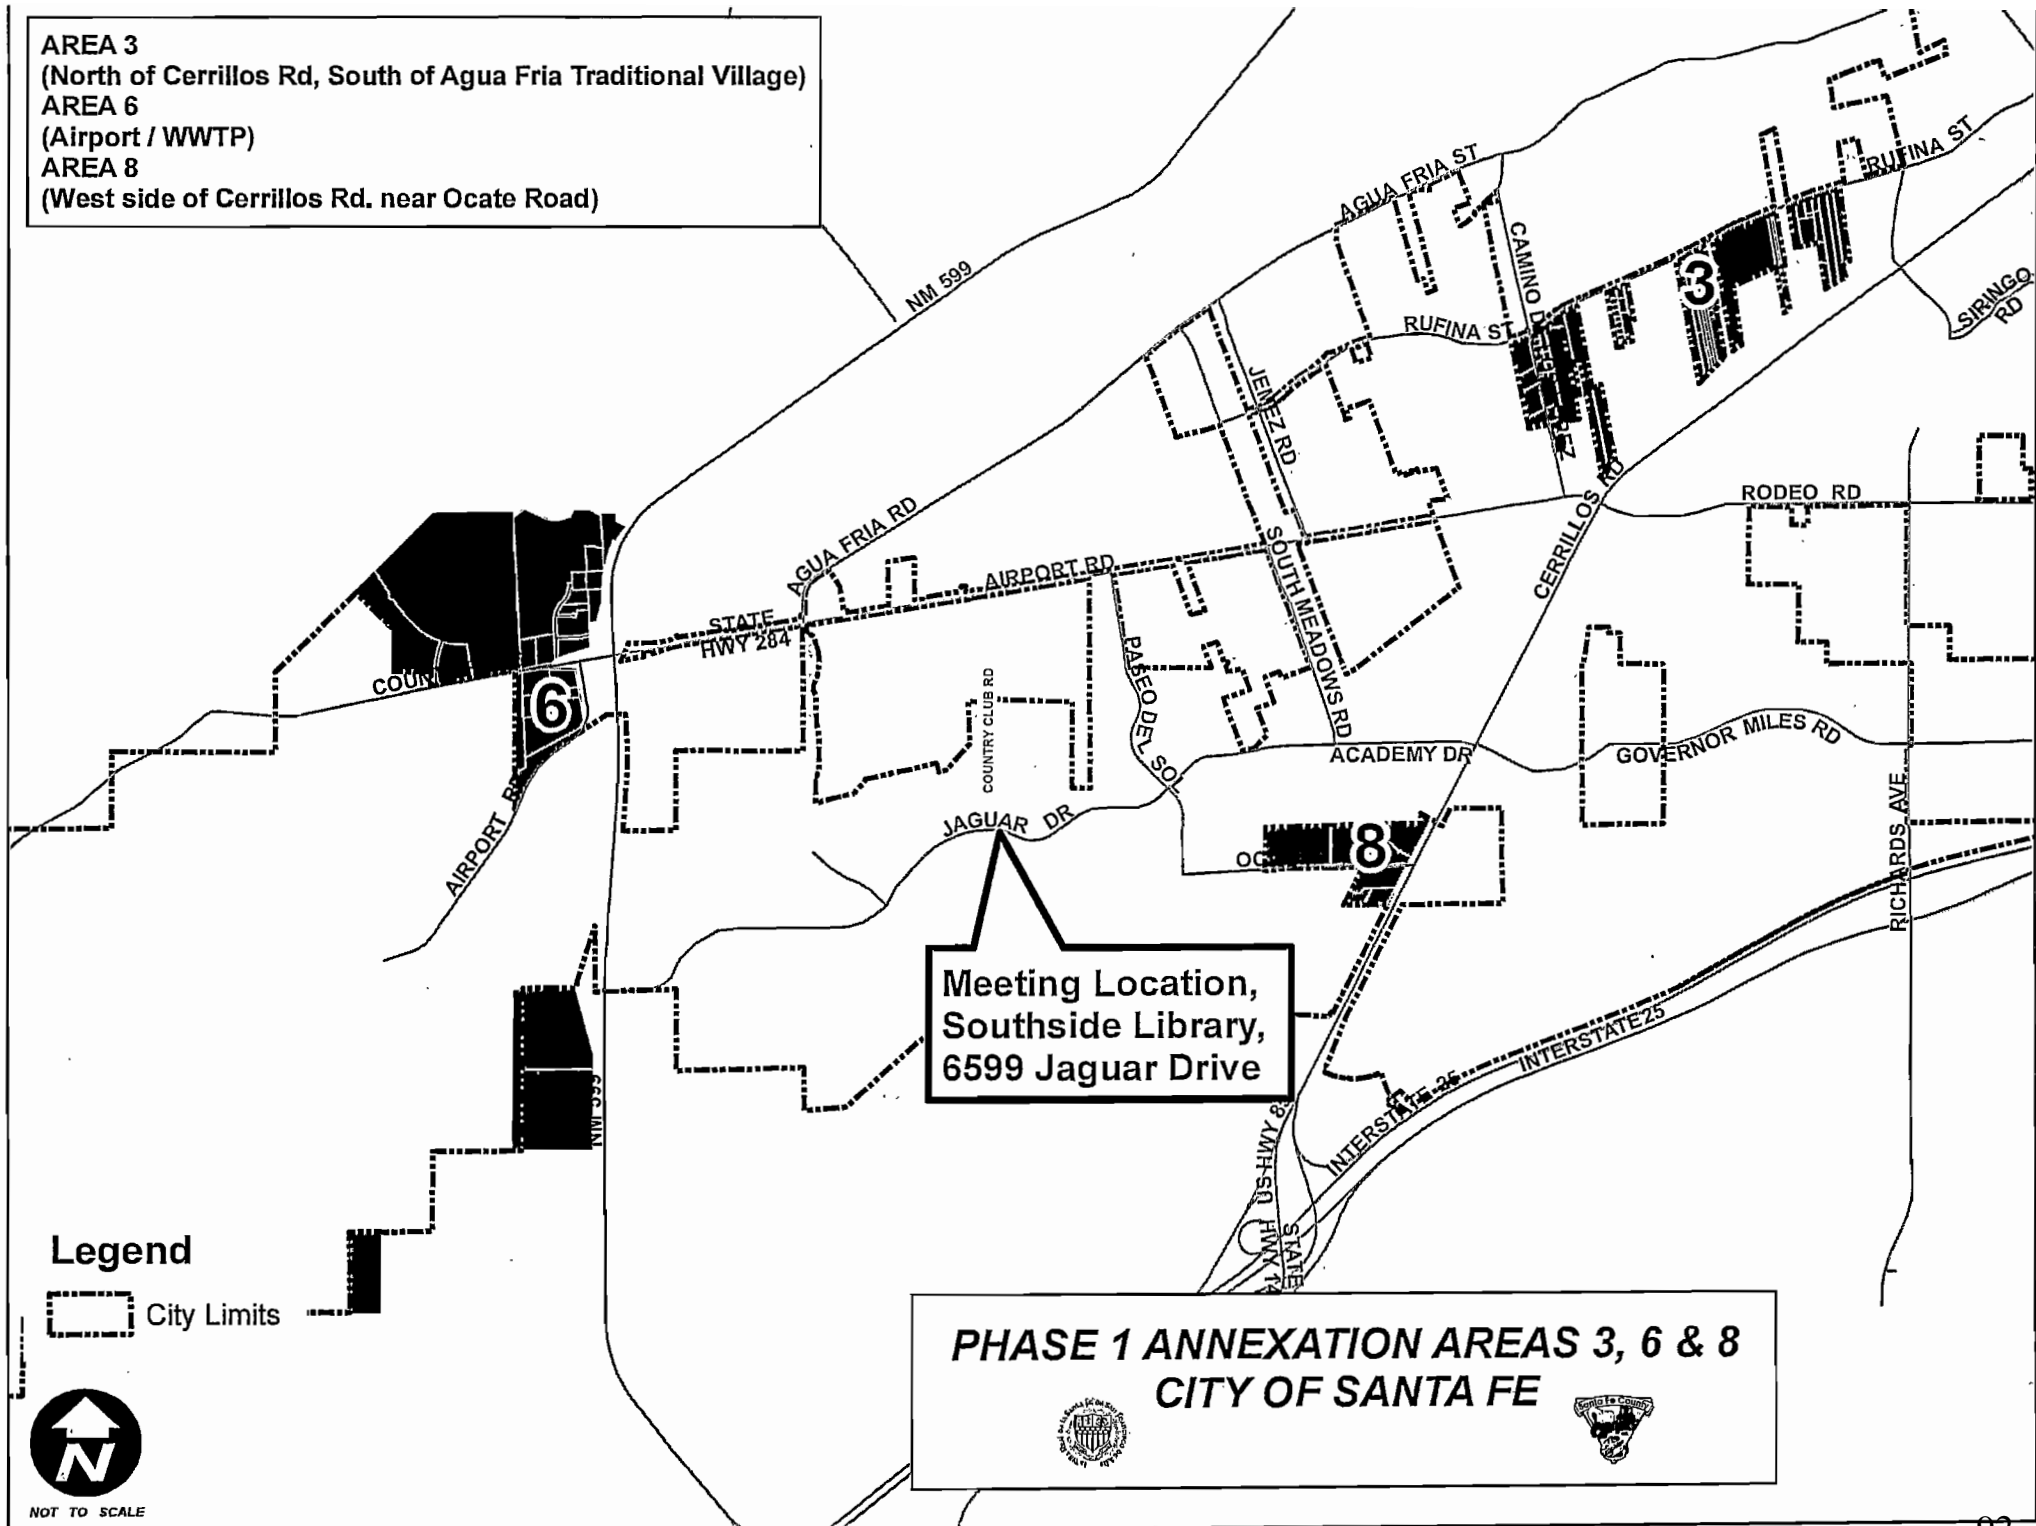 AREA 3
(North of Cerrillos Rd, South of Agua Fria Traditional Village)
AREA 6
(Airport / WWTP)
AREA 8
(West side of Cerrillos Rd. near Ocate Road)
NM 599
AGUA FRIA ST
RUFINA ST
3
SIRINGO
RD
RUFINA ST
CAMINO
JEMEZ RD
RODEO RD
CERRILLOS RD
AGUA FRIA RD
AIRPORT RD
STATE
HWY 284
SOUTH MEADOWS RD
PASEO DEL SOL
COUNTRY CLUB RD
6
AIRPORT
ACADEMY DR
GOVERNOR MILES RD
RICHARDS AVE
JAGUAR DR
8
Meeting Location,
Southside Library,
6599 Jaguar Drive
INTERSTATE 25
INTERSTATE 25
NM 599
US HWY
STATE
HWY 14
Legend
City Limits
N
NOT TO SCALE
PHASE 1 ANNEXATION AREAS 3, 6 & 8
CITY OF SANTA FE
Santa Fe County